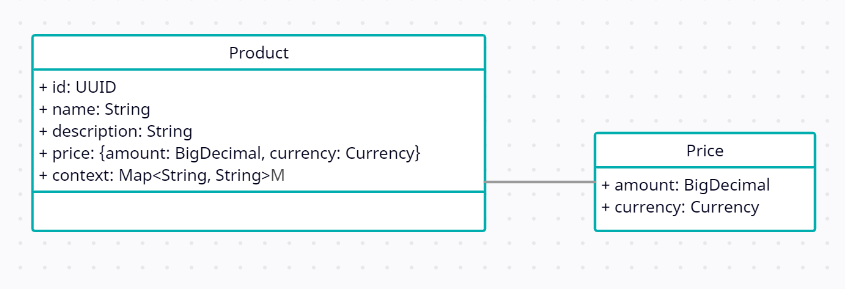 Product
+ id: UUID
+ name: String
+ description: String
+ price: {amount: BigDecimal, currency: Currency}
+ context: Map<String, String>M
Price
+ amount: BigDecimal
+ currency: Currency